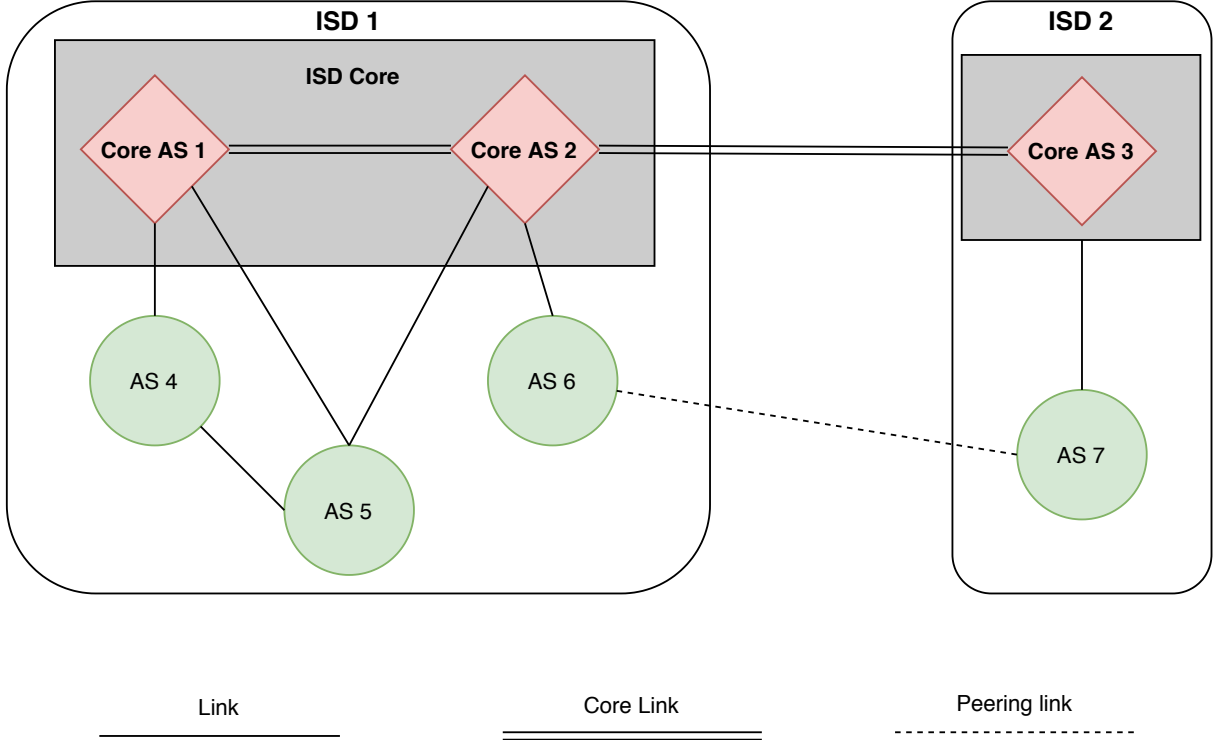 ISD 1
ISD 2
ISD Core
Core AS 1
Core AS 2
Core AS 3
AS 4
AS 6
AS 7
AS 5
Link
Core Link
Peering link